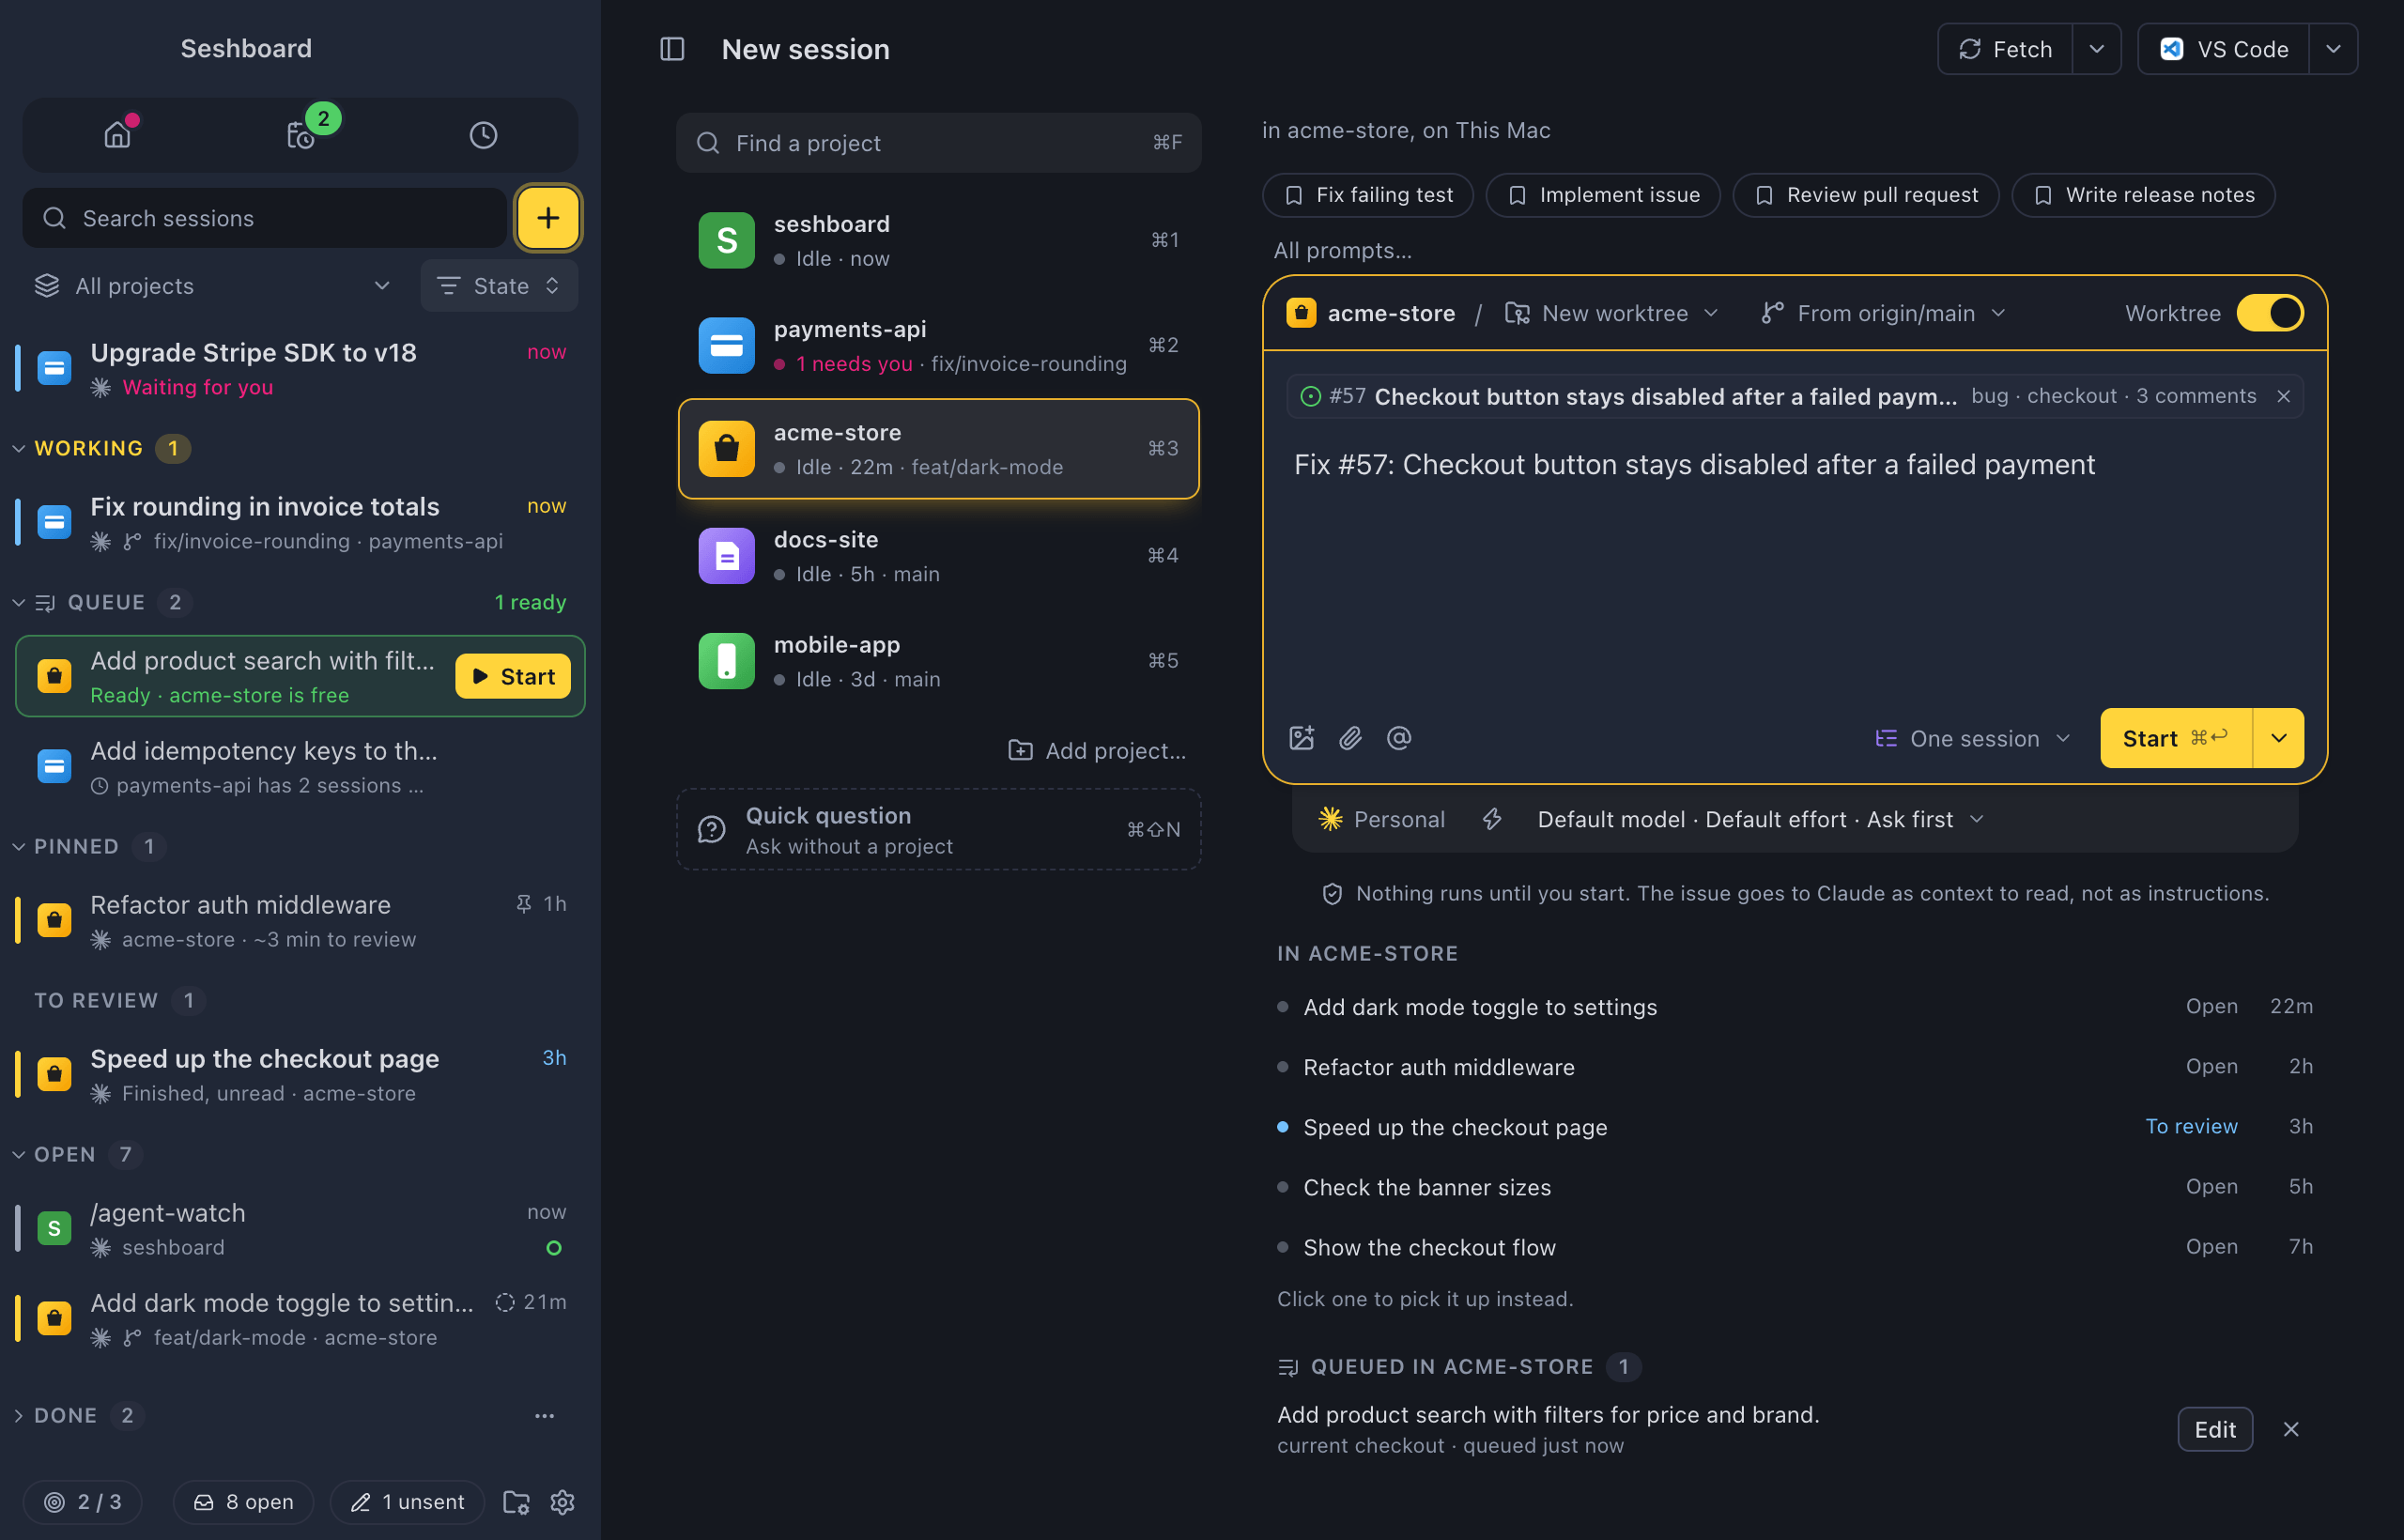 Seshboard
2
Search sessions
All projects
State
Upgrade Stripe SDK to v18 now
Waiting for you
WORKING 1
Fix rounding in invoice totals now
fix/invoice-rounding · payments-api
QUEUE 2 1 ready
Add product search with filt... Start
Ready · acme-store is free
Add idempotency keys to th...
payments-api has 2 sessions ...
PINNED 1
Refactor auth middleware 1h
acme-store · ~3 min to review
TO REVIEW 1
Speed up the checkout page 3h
Finished, unread · acme-store
OPEN 7
S /agent-watch now
seshboard
Add dark mode toggle to settin... 21m
feat/dark-mode · acme-store
DONE 2 ...
2 / 3 8 open 1 unsent
New session
Fetch
VS Code
Find a project ⌘F
S seshboard ⌘1
Idle · now
payments-api ⌘2
1 needs you · fix/invoice-rounding
acme-store ⌘3
Idle · 22m · feat/dark-mode
docs-site ⌘4
Idle · 5h · main
mobile-app ⌘5
Idle · 3d · main
Add project...
Quick question ⌘⇧N
Ask without a project
in acme-store, on This Mac
Fix failing test
Implement issue
Review pull request
Write release notes
All prompts...
acme-store / New worktree From origin/main Worktree
#57 Checkout button stays disabled after a failed paym... bug · checkout · 3 comments ×
Fix #57: Checkout button stays disabled after a failed payment
One session Start ⌘↩
Personal Default model · Default effort · Ask first
Nothing runs until you start. The issue goes to Claude as context to read, not as instructions.
IN ACME-STORE
Add dark mode toggle to settings Open 22m
Refactor auth middleware Open 2h
Speed up the checkout page To review 3h
Check the banner sizes Open 5h
Show the checkout flow Open 7h
Click one to pick it up instead.
QUEUED IN ACME-STORE 1
Add product search with filters for price and brand. Edit ×
current checkout · queued just now